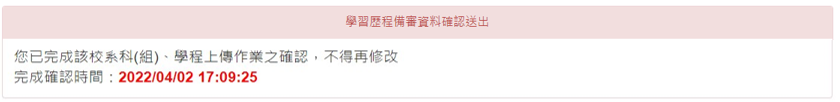 學習歷程備審資料確認送出
您已完成該校系科(組)、學程上傳作業之確認，不得再修改
完成確認時間：2022/04/02 17:09:25